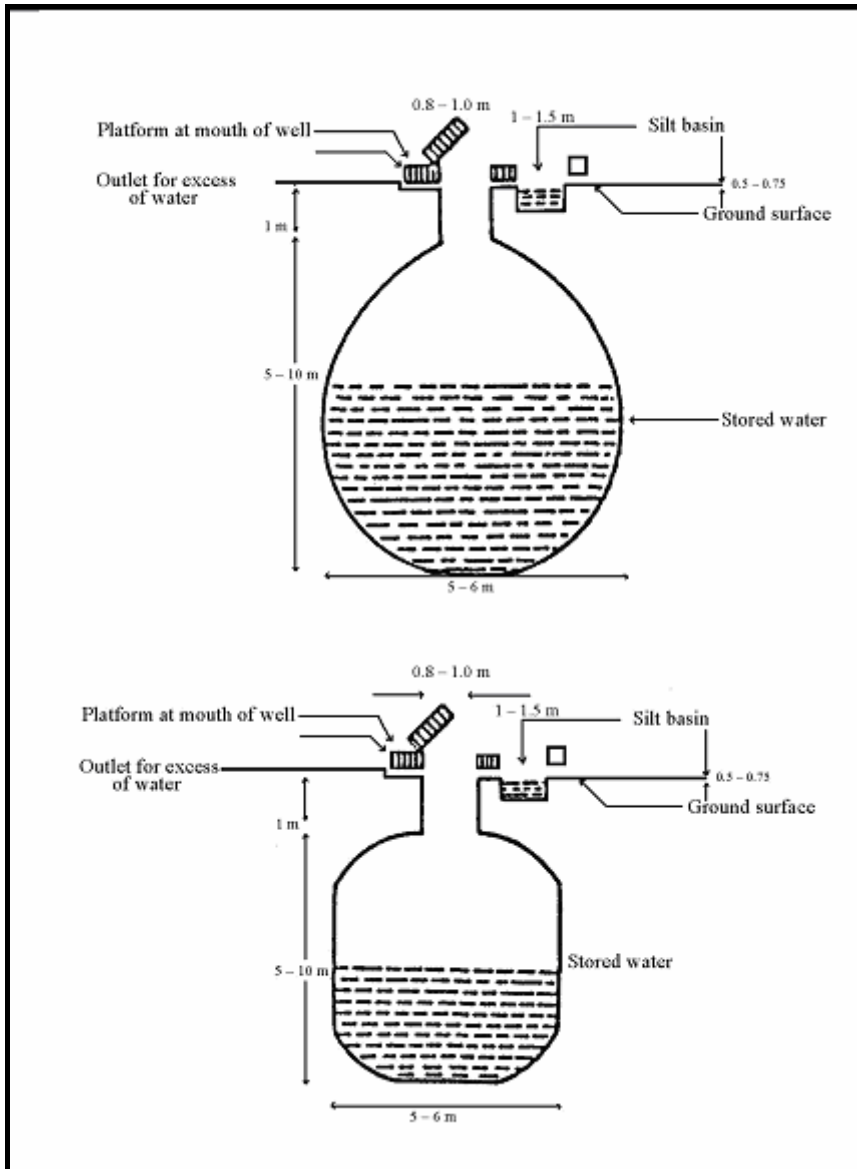 0.8 – 1.0 m
1 – 1.5 m
Silt basin
Platform at mouth of well
Outlet for excess
of water
0.5 – 0.75
Ground surface
1 m
5 – 10 m
Stored water
5 – 6 m
0.8 – 1.0 m
1 – 1.5 m
Silt basin
Platform at mouth of well
Outlet for excess
of water
0.5 – 0.75
Ground surface
1 m
5 – 10 m
Stored water
5 – 6 m